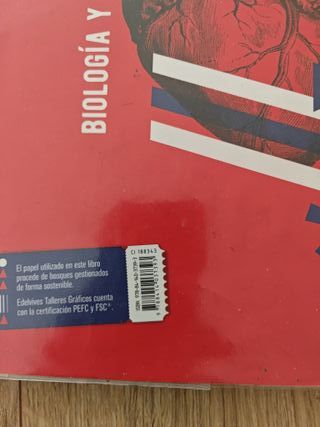 BIOLOGÍA Y
El papel utilizado en este libro
procede de bosques gestionados
de forma sostenible.
Edelvives Talleres Gráficos cuenta
con la certificación PEFC y FSC®
CI 188345